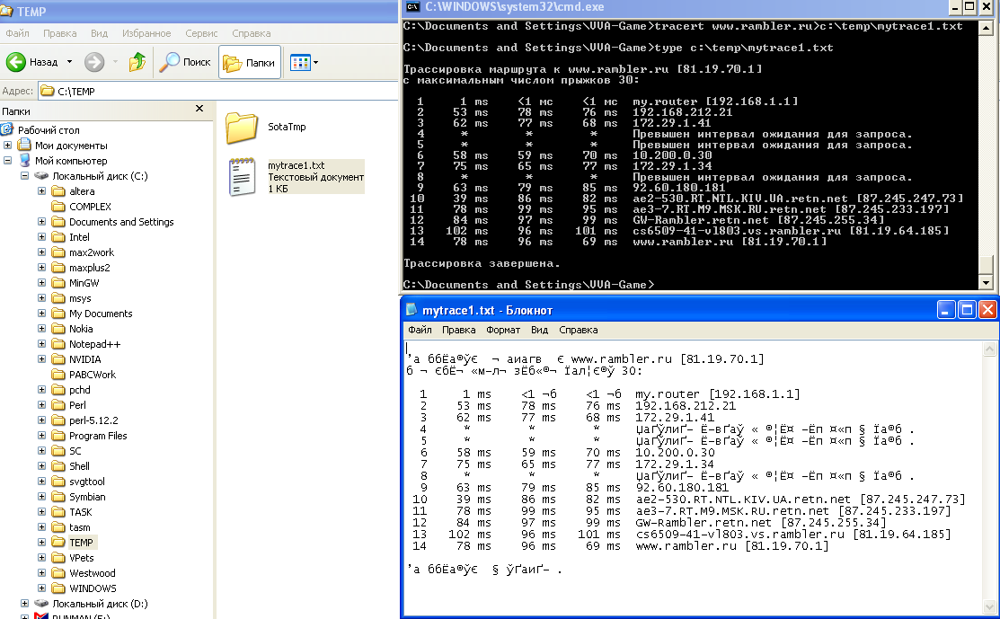 TEMP
Файл Правка Вид Избранное Сервис Справка
Назад Поиск Папки
Адрес: C:\TEMP
Папки
Рабочий стол
Мои документы
Мой компьютер
Локальный диск (C:)
altera
COMPLEX
Documents and Settings
Intel
max2work
maxplus2
MinGW
msys
My Documents
Nokia
Notepad++
NVIDIA
PABCWork
pchd
Perl
perl-5.12.2
Program Files
SC
Shell
svgttool
Symbian
TASK
tasm
TEMP
VPets
Westwood
WINDOWS
Локальный диск (D:)
SotaTmp
mytrace1.txt
Текстовый документ
1 КБ
C:\WINDOWS\system32\cmd.exe
C:\Documents and Settings\VVA-Game>tracert www.rambler.ru>c:\temp\mytrace1.txt
C:\Documents and Settings\VVA-Game>type c:\temp\mytrace1.txt
Трассировка маршрута к www.rambler.ru [81.19.70.1]
с максимальным числом прыжков 30:
1 1 ms <1 мс <1 мс my.router [192.168.1.1]
2 53 ms 78 ms 76 ms 192.168.212.21
3 62 ms 77 ms 68 ms 172.29.1.41
4 * * * Превышен интервал ожидания для запроса.
5 * * * Превышен интервал ожидания для запроса.
6 58 ms 59 ms 70 ms 10.200.0.30
7 75 ms 65 ms 77 ms 172.29.1.34
8 * * * Превышен интервал ожидания для запроса.
9 63 ms 79 ms 85 ms 92.60.180.181
10 39 ms 86 ms 82 ms ae2-530.RT.NTL.KIV.UA.retn.net [87.245.247.73]
11 78 ms 99 ms 95 ms ae3-7.RT.M9.MSK.RU.retn.net [87.245.233.197]
12 84 ms 97 ms 99 ms GW-Rambler.retn.net [87.245.255.34]
13 102 ms 96 ms 101 ms cs6509-41-vl803.vs.rambler.ru [81.19.64.185]
14 78 ms 96 ms 69 ms www.rambler.ru [81.19.70.1]
Трассировка завершена.
C:\Documents and Settings\VVA-Game>
mytrace1.txt - Блокнот
Файл Правка Формат Вид Справка
’а ббЁа®ўЄ ¬ аиагв Є www.rambler.ru [81.19.70.1]
б ¬ ЄбЁ¬ «м–л¬ зЁб«®¬ Їал¦Є®ў 30:
1 1 ms <1 ¬б <1 ¬б my.router [192.168.1.1]
2 53 ms 78 ms 76 ms 192.168.212.21
3 62 ms 77 ms 68 ms 172.29.1.41
4 * * * ЏаҐўлиҐ– Ё–вҐаў « ®¦Ё¤ –Ёп ¤«п § Їа®б .
5 * * * ЏаҐўлиҐ– Ё–вҐаў « ®¦Ё¤ –Ёп ¤«п § Їа®б .
6 58 ms 59 ms 70 ms 10.200.0.30
7 75 ms 65 ms 77 ms 172.29.1.34
8 * * * ЏаҐўлиҐ– Ё–вҐаў « ®¦Ё¤ –Ёп ¤«п § Їа®б .
9 63 ms 79 ms 85 ms 92.60.180.181
10 39 ms 86 ms 82 ms ae2-530.RT.NTL.KIV.UA.retn.net [87.245.247.73]
11 78 ms 99 ms 95 ms ae3-7.RT.M9.MSK.RU.retn.net [87.245.233.197]
12 84 ms 97 ms 99 ms GW-Rambler.retn.net [87.245.255.34]
13 102 ms 96 ms 101 ms cs6509-41-vl803.vs.rambler.ru [81.19.64.185]
14 78 ms 96 ms 69 ms www.rambler.ru [81.19.70.1]
’а ббЁа®ўЄ § ўҐаиҐ– .